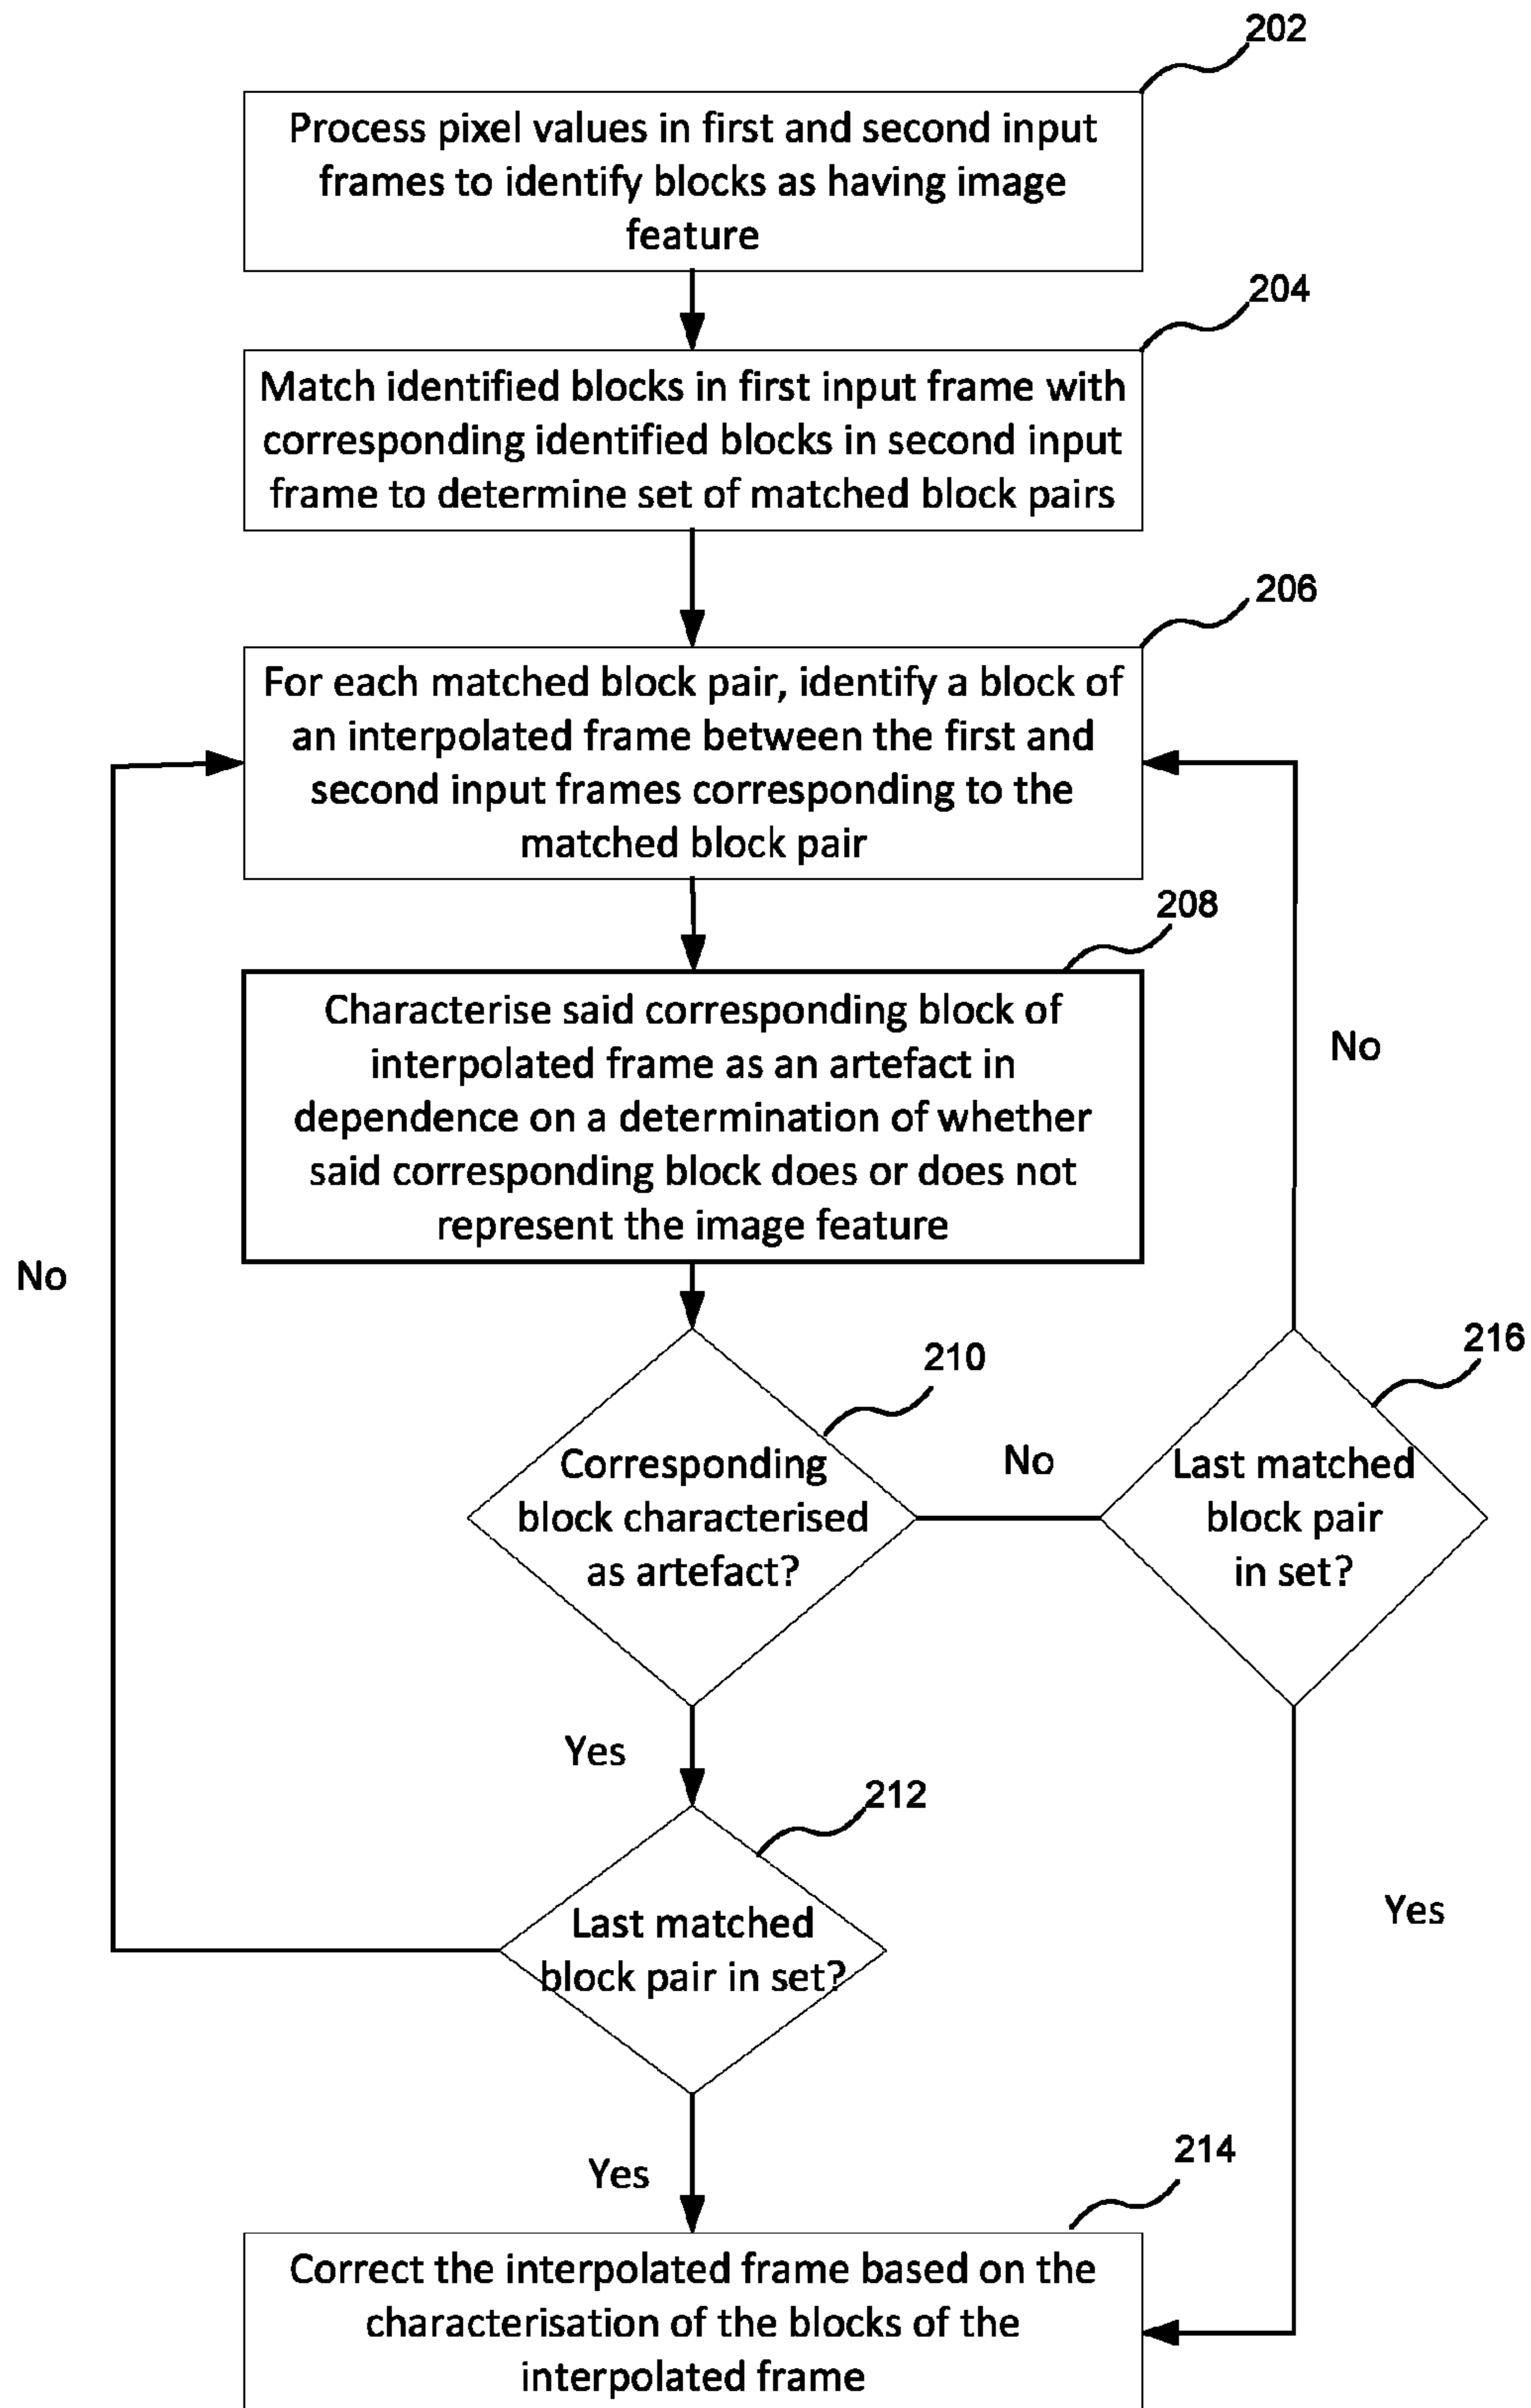 202
Process pixel values in first and second input
frames to identify blocks as having image
feature
204
Match identified blocks in first input frame with
corresponding identified blocks in second input
frame to determine set of matched block pairs
206
For each matched block pair, identify a block of
an interpolated frame between the first and
second input frames corresponding to the
matched block pair
208
Characterise said corresponding block of
interpolated frame as an artefact in
dependence on a determination of whether
said corresponding block does or does not
represent the image feature
No
No
210
Corresponding
block characterised
as artefact?
No
216
Last matched
block pair
in set?
Yes
212
Last matched
block pair in set?
Yes
Yes
214
Correct the interpolated frame based on the
characterisation of the blocks of the
interpolated frame